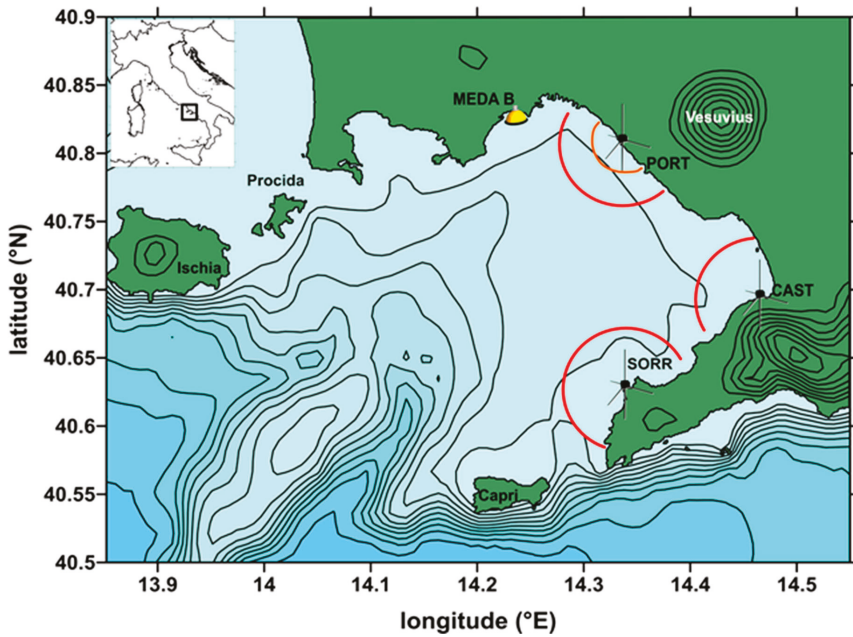 40.9
40.85
40.8
40.75
40.7
40.65
40.6
40.55
40.5
latitude (°N)
MEDA B
Vesuvius
PORT
Procida
Ischia
CAST
SORR
Capri
13.9
14
14.1
14.2
14.3
14.4
14.5
longitude (°E)